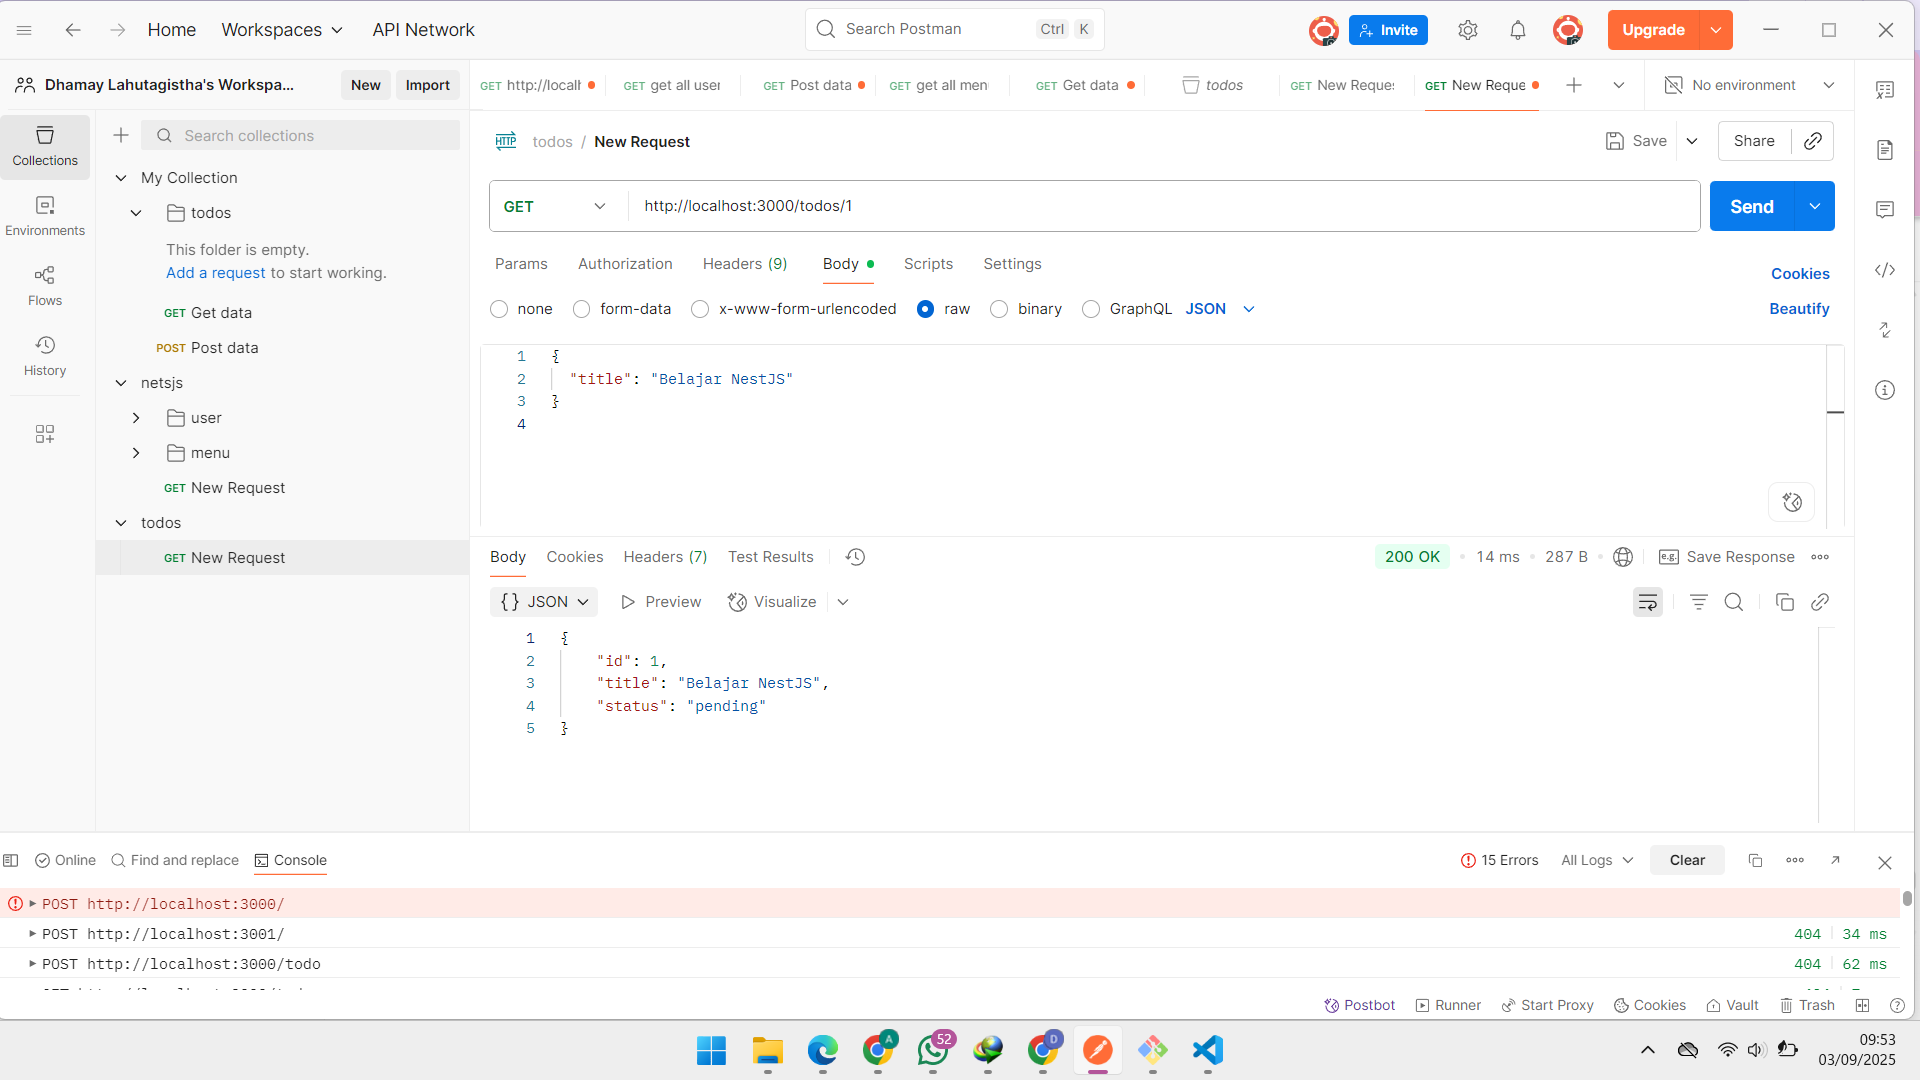 Home
Workspaces
API Network
Search Postman
Ctrl
K
Invite
Upgrade
Dhamay Lahutagistha's Workspa...
New
Import
GET http://localh
GET get all user
POST Post data
GET get all men
GET Get data
todos
GET New Reque
GET New Reque
No environment
Collections
Environments
Flows
History
Search collections
My Collection
todos
This folder is empty.
Add a request to start working.
GET Get data
POST Post data
netsjs
user
menu
GET New Request
todos
GET New Request
HTTP
todos / New Request
Save
Share
GET
http://localhost:3000/todos/1
Send
Params
Authorization
Headers (9)
Body
Scripts
Settings
Cookies
none
form-data
x-www-form-urlencoded
raw
binary
GraphQL
JSON
Beautify
1 {
2 "title": "Belajar NestJS"
3 }
4
Body
Cookies
Headers (7)
Test Results
200 OK
14 ms
287 B
e.g.
Save Response
{} JSON
Preview
Visualize
1 {
2 "id": 1,
3 "title": "Belajar NestJS",
4 "status": "pending"
5 }
Online
Find and replace
Console
15 Errors
All Logs
Clear
POST http://localhost:3000/
POST http://localhost:3001/
404 34 ms
POST http://localhost:3000/todo
404 62 ms
Postbot
Runner
Start Proxy
Cookies
Vault
Trash
A
52
D
09:53
03/09/2025